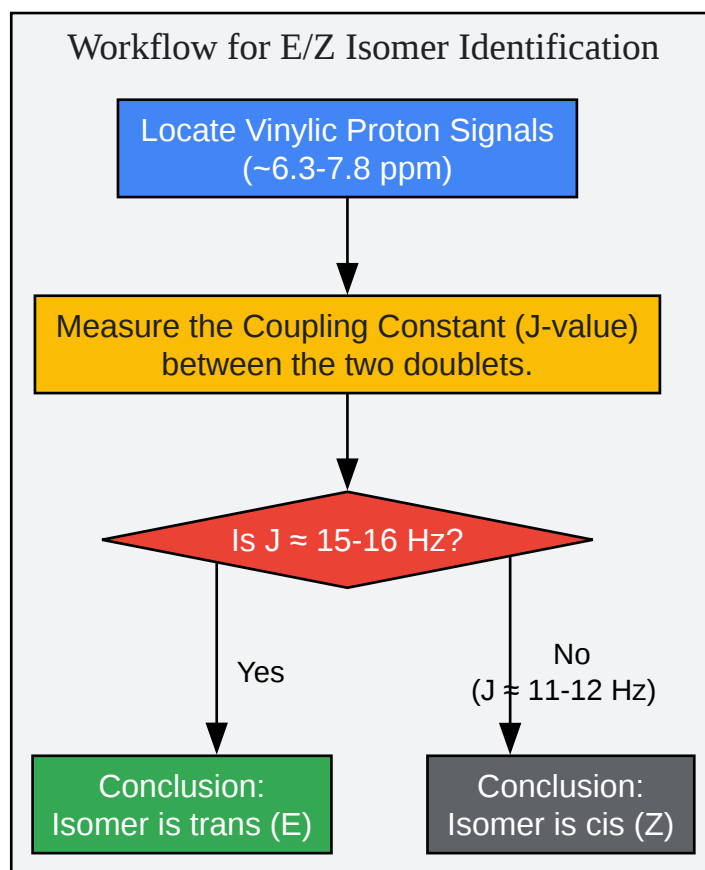 Workflow for E/Z Isomer Identification
Locate Vinylic Proton Signals
(~6.3-7.8 ppm)
Measure the Coupling Constant (J-value)
between the two doublets.
Is J ≈ 15-16 Hz?
Yes
No
(J ≈ 11-12 Hz)
Conclusion:
Isomer is trans (E)
Conclusion:
Isomer is cis (Z)